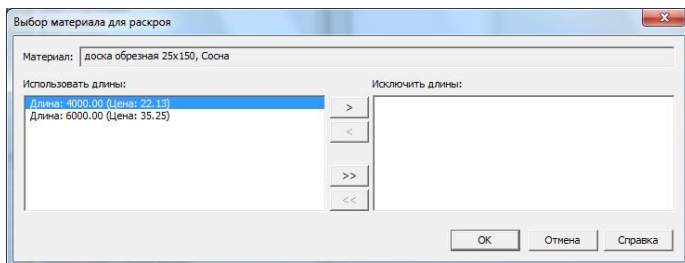 Выбор материала для раскроя
x
Материал: доска обрезная 25x150, Сосна
Использовать длины:
Исключить длины:
Длина: 4000.00 (Цена: 22.13)
Длина: 6000.00 (Цена: 35.25)
>
<
>>
<<
OK
Отмена
Справка